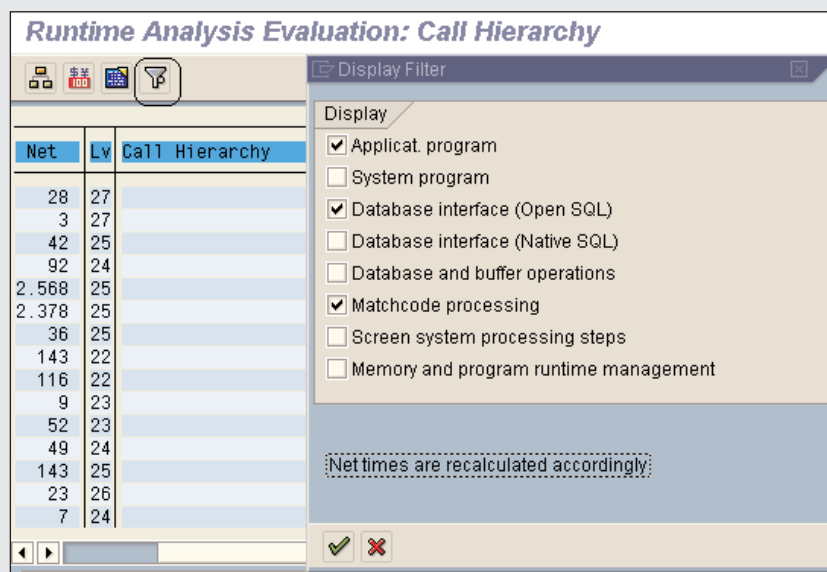 Runtime Analysis Evaluation: Call Hierarchy
Display Filter
Display
Applicat. program
System program
Database interface (Open SQL)
Database interface (Native SQL)
Database and buffer operations
Matchcode processing
Screen system processing steps
Memory and program runtime management
Net times are recalculated accordingly
Net Lv Call Hierarchy
28 27
3 27
42 25
92 24
2.568 25
2.378 25
36 25
143 22
116 22
9 23
52 23
49 24
143 25
23 26
7 24